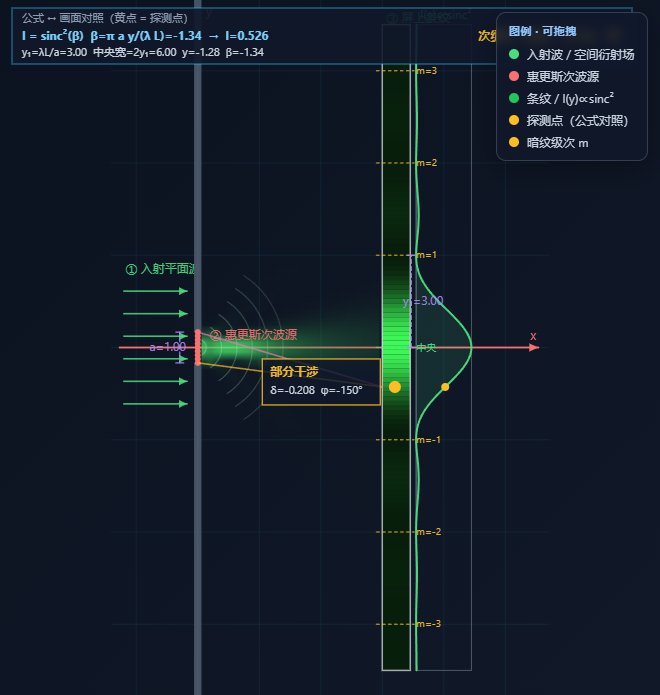 公式 ↔ 画面对照（黄点 = 探测点）
I = sinc²(β)  β=π a y/(λ L)=-1.34  →  I=0.526
y₁=λL/a=3.00  中央宽=2y₁=6.00  y=-1.28  β=-1.34
图例 · 可拖拽
入射波 / 空间衍射场
惠更斯次波源
条纹 / I(y)∝sinc²
探测点（公式对照）
暗纹级次 m
m=3
m=2
m=1
① 入射平面波
y₁=3.00
② 惠更斯次波源
x
a=1.00
中央
部分干涉
δ=-0.208  φ=-150°
m=-1
m=-2
m=-3